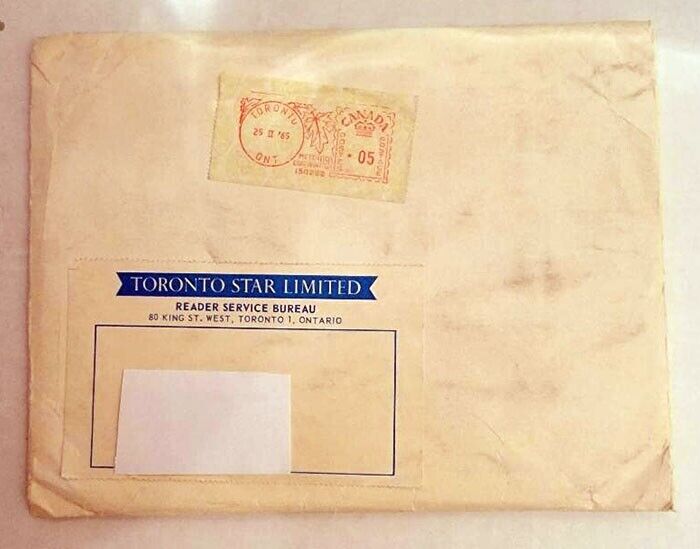 TORONTO
25 II '65
ONT.
CANADA
05
150288
TORONTO STAR LIMITED
READER SERVICE BUREAU
80 KING ST. WEST, TORONTO 1, ONTARIO